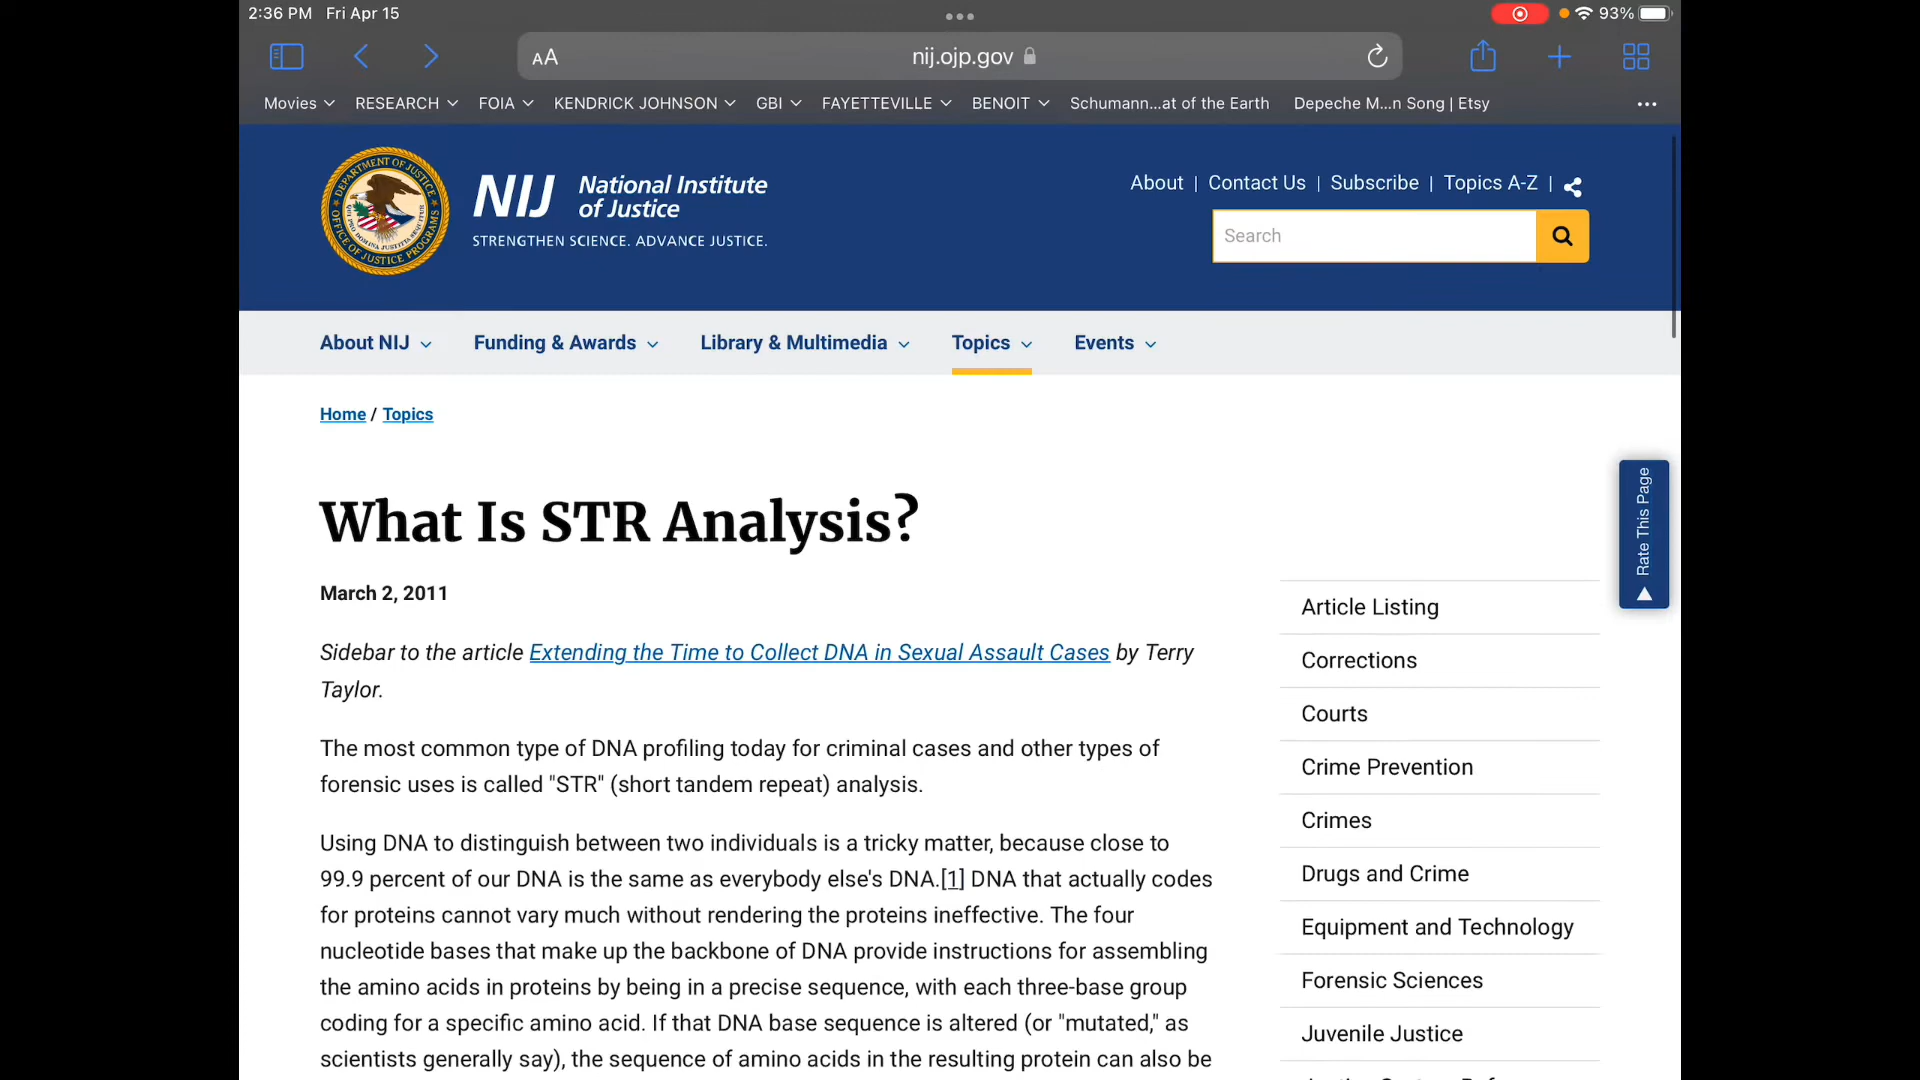 2:36 PM Fri Apr 15
93%
AA
nij.ojp.gov
Movies
RESEARCH
FOIA
KENDRICK JOHNSON
GBI
FAYETTEVILLE
BENOIT
Schumann...at of the Earth
Depeche M...n Song | Etsy
DEPARTMENT OF JUSTICE
OFFICE OF JUSTICE PROGRAMS
NIJ
National Institute
of Justice
STRENGTHEN SCIENCE. ADVANCE JUSTICE.
About | Contact Us | Subscribe | Topics A-Z |
Search
About NIJ
Funding & Awards
Library & Multimedia
Topics
Events
Home / Topics
What Is STR Analysis?
March 2, 2011
Sidebar to the article Extending the Time to Collect DNA in Sexual Assault Cases by Terry
Taylor.
The most common type of DNA profiling today for criminal cases and other types of
forensic uses is called "STR" (short tandem repeat) analysis.
Using DNA to distinguish between two individuals is a tricky matter, because close to
99.9 percent of our DNA is the same as everybody else's DNA.[1] DNA that actually codes
for proteins cannot vary much without rendering the proteins ineffective. The four
nucleotide bases that make up the backbone of DNA provide instructions for assembling
the amino acids in proteins by being in a precise sequence, with each three-base group
coding for a specific amino acid. If that DNA base sequence is altered (or "mutated," as
scientists generally say), the sequence of amino acids in the resulting protein can also be
Article Listing
Corrections
Courts
Crime Prevention
Crimes
Drugs and Crime
Equipment and Technology
Forensic Sciences
Juvenile Justice
Rate This Page